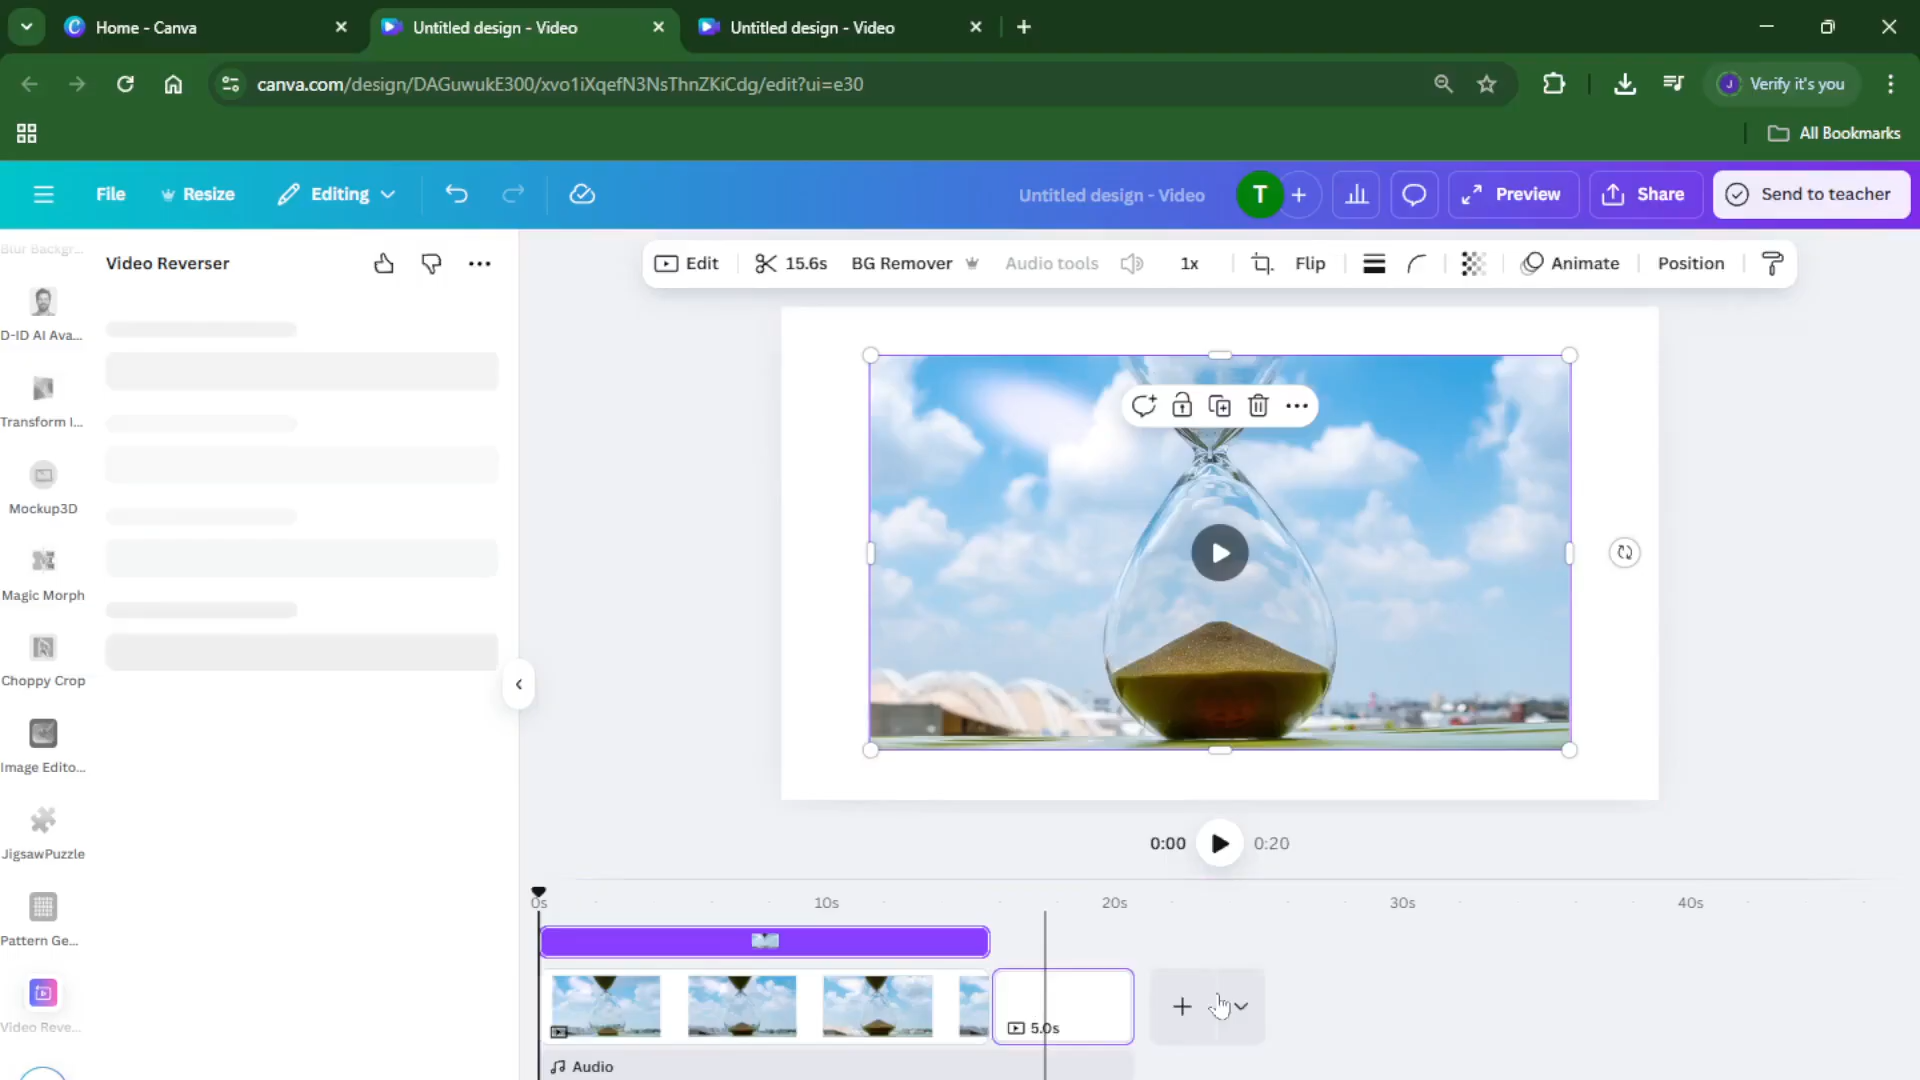 Home - Canva
Untitled design - Video
Untitled design - Video
canva.com/design/DAGuwukE300/xvo1iXqefN3NsThnZKiCdg/edit?ui=e30
J
Verify it's you
All Bookmarks
File
Resize
Editing
Untitled design - Video
T
Preview
Share
Send to teacher
Blur Backgr...
Video Reverser
Edit
15.6s
BG Remover
Audio tools
1x
Flip
Animate
Position
D-ID AI Ava...
Transform I...
Mockup3D
Magic Morph
Choppy Crop
Image Edito...
JigsawPuzzle
Pattern Ge...
Video Reve...
0:00
0:20
0s
10s
20s
30s
40s
5.0s
Audio